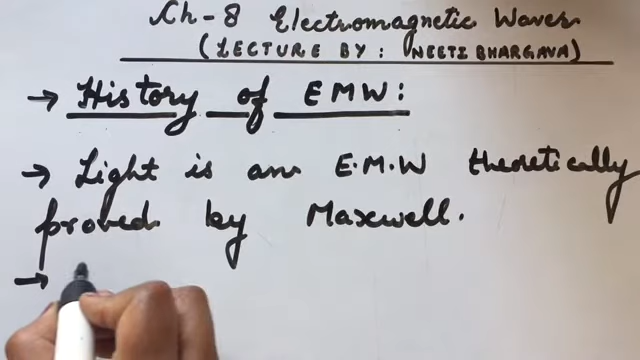 Ch-8 Electromagnetic Waves
(LECTURE BY: NEETI BHARGAVA)
→ History of EMW:
→ Light is an E.M.W theoretically
proved by Maxwell.
→